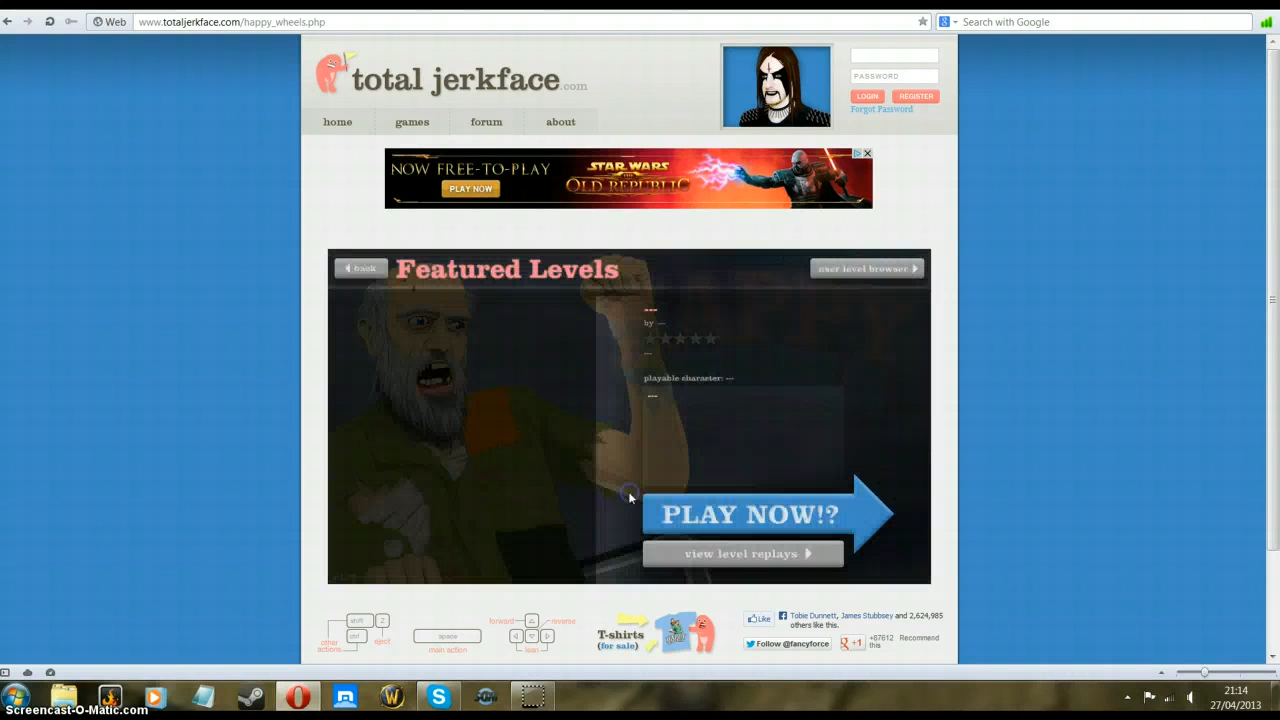 Web
www.totaljerkface.com/happy_wheels.php
Search with Google
total jerkface.com
PASSWORD
LOGIN
REGISTER
Forgot Password
home
games
forum
about
NOW FREE-TO-PLAY
PLAY NOW
STAR WARS
THE
OLD REPUBLIC
back
Featured Levels
user level browser
---
by ---
---
playable character: ---
---
PLAY NOW!?
view level replays
shift
Z
ctrl
other
actions
eject
space
main action
forward
reverse
lean
T-shirts
(for sale)
Like
Tobie Dunnett, James Stubbsey and 2,624,985
others like this.
Follow @fancyforce
+1
+87612 Recommend
this
21:14
27/04/2013
Screencast-O-Matic.com